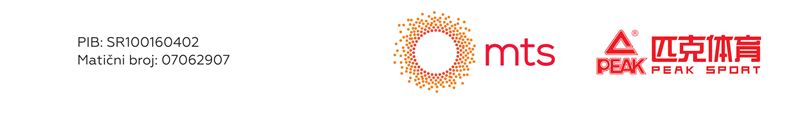 PIB: SR100160402
Matični broj: 07062907
mts
PEAK®
匹克体育
PEAK SPORT